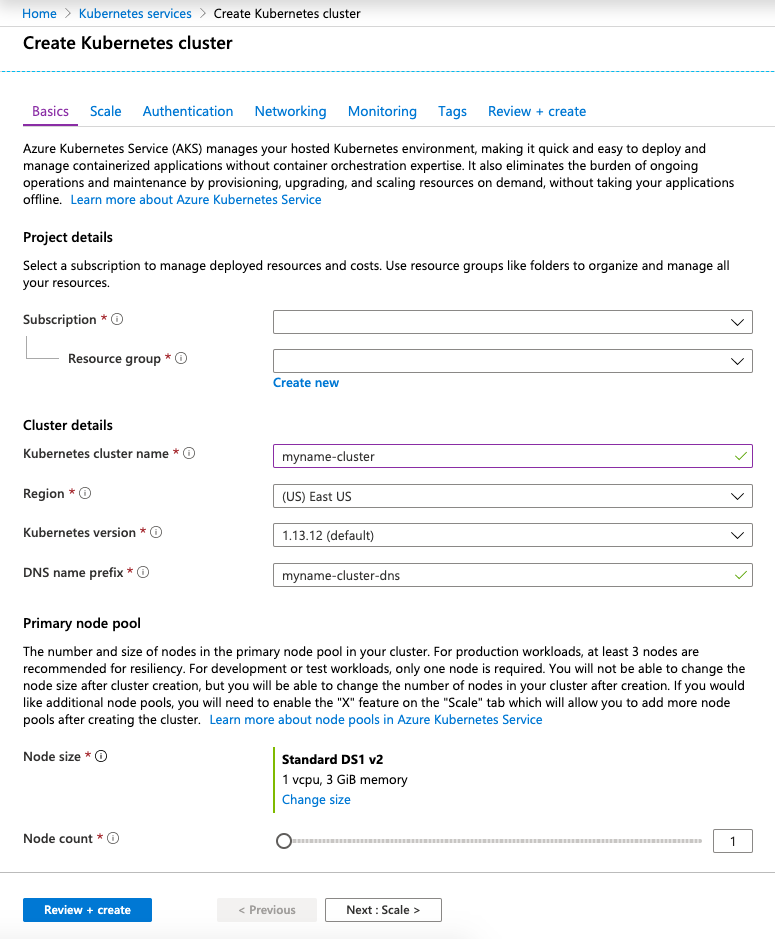 Home > Kubernetes services > Create Kubernetes cluster
Create Kubernetes cluster
Basics Scale Authentication Networking Monitoring Tags Review + create
Azure Kubernetes Service (AKS) manages your hosted Kubernetes environment, making it quick and easy to deploy and
manage containerized applications without container orchestration expertise. It also eliminates the burden of ongoing
operations and maintenance by provisioning, upgrading, and scaling resources on demand, without taking your applications
offline. Learn more about Azure Kubernetes Service
Project details
Select a subscription to manage deployed resources and costs. Use resource groups like folders to organize and manage all
your resources.
Subscription *
Resource group *
Create new
Cluster details
Kubernetes cluster name * myname-cluster
Region * (US) East US
Kubernetes version * 1.13.12 (default)
DNS name prefix * myname-cluster-dns
Primary node pool
The number and size of nodes in the primary node pool in your cluster. For production workloads, at least 3 nodes are
recommended for resiliency. For development or test workloads, only one node is required. You will not be able to change the
node size after cluster creation, but you will be able to change the number of nodes in your cluster after creation. If you would
like additional node pools, you will need to enable the "X" feature on the "Scale" tab which will allow you to add more node
pools after creating the cluster. Learn more about node pools in Azure Kubernetes Service
Node size * Standard DS1 v2
1 vcpu, 3 GiB memory
Change size
Node count * 1
Review + create < Previous Next : Scale >